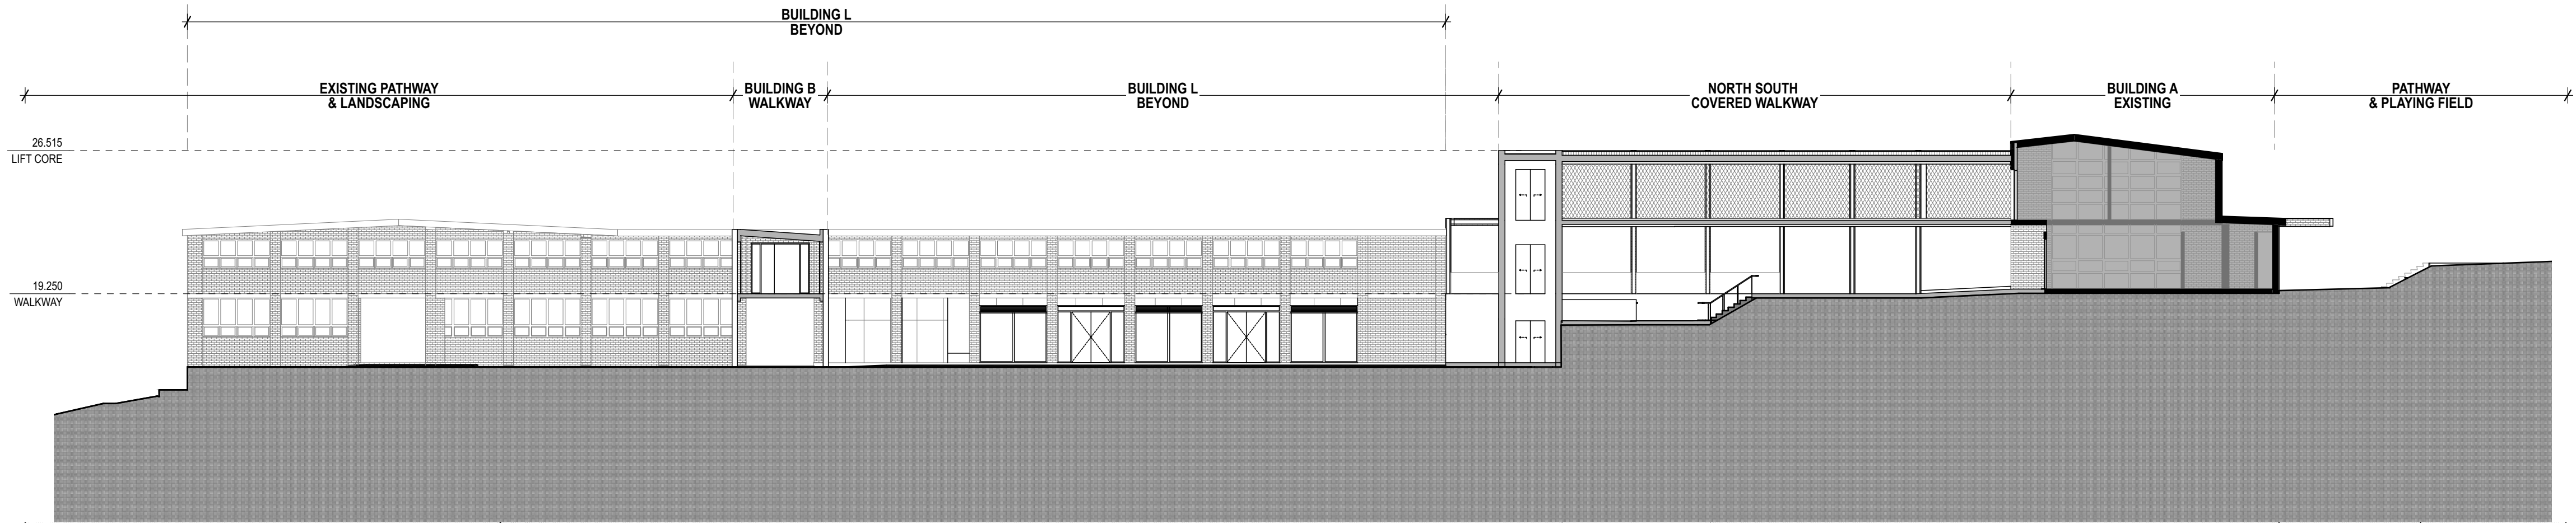 BUILDING L
BEYOND
EXISTING PATHWAY
& LANDSCAPING
BUILDING B
WALKWAY
BUILDING L
BEYOND
NORTH SOUTH
COVERED WALKWAY
BUILDING A
EXISTING
PATHWAY
& PLAYING FIELD
26.515
LIFT CORE
19.250
WALKWAY